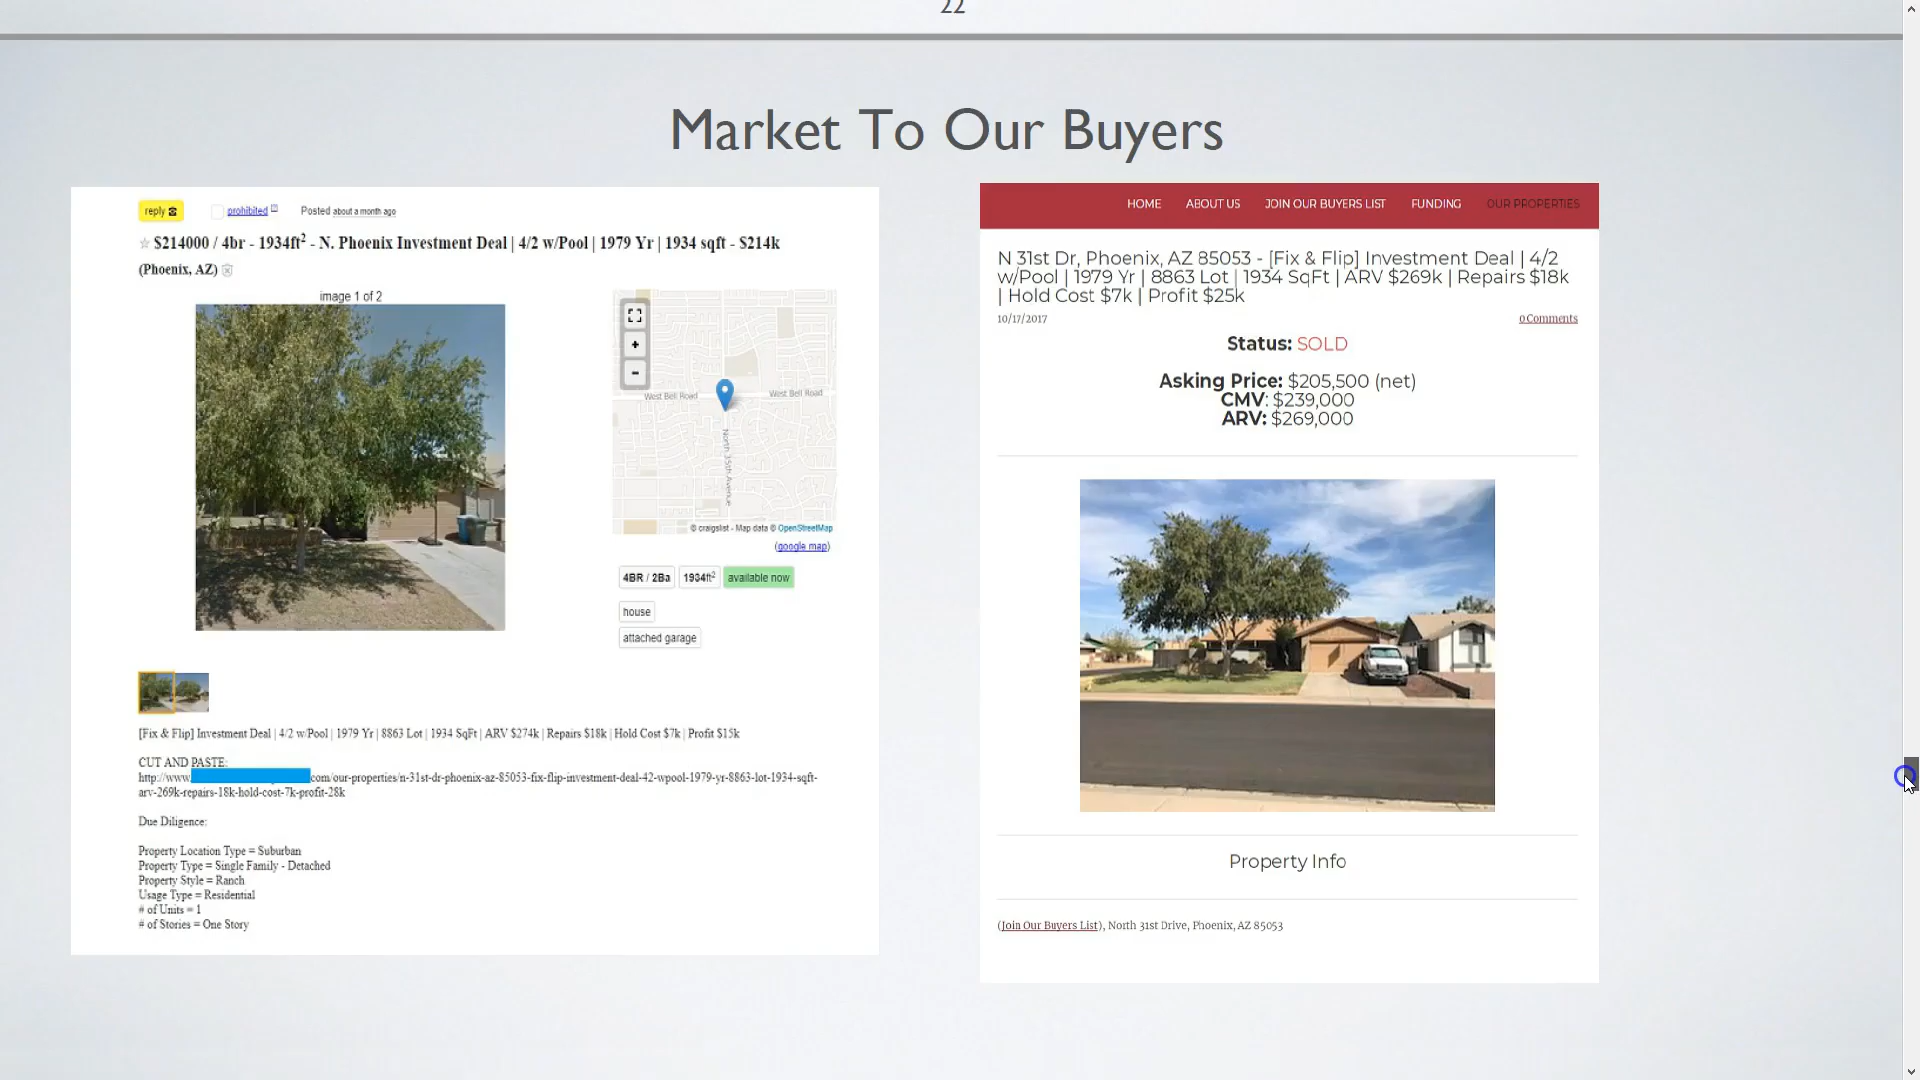 22
Market To Our Buyers
reply
prohibited [?]
Posted about a month ago
☆ $214000 / 4br - 1934ft² - N. Phoenix Investment Deal | 4/2 w/Pool | 1979 Yr | 1934 sqft - $214k
(Phoenix, AZ)
image 1 of 2
+
-
West Bell Road
West Bell Road
North 35th Avenue
© craigslist - Map data © OpenStreetMap
(google map)
4BR / 2Ba
1934ft²
available now
house
attached garage
[Fix & Flip] Investment Deal | 4/2 w/Pool | 1979 Yr | 8863 Lot | 1934 SqFt | ARV $274k | Repairs $18k | Hold Cost $7k | Profit $15k
CUT AND PASTE:
http://www. com/our-properties/n-31st-dr-phoenix-az-85053-fix-flip-investment-deal-42-wpool-1979-yr-8863-lot-1934-sqft-
arv-269k-repairs-18k-hold-cost-7k-profit-28k
Due Diligence:
Property Location Type = Suburban
Property Type = Single Family - Detached
Property Style = Ranch
Usage Type = Residential
# of Units = 1
# of Stories = One Story
HOME
ABOUT US
JOIN OUR BUYERS LIST
FUNDING
OUR PROPERTIES
N 31st Dr, Phoenix, AZ 85053 - [Fix & Flip] Investment Deal | 4/2
w/Pool | 1979 Yr | 8863 Lot | 1934 SqFt | ARV $269k | Repairs $18k
| Hold Cost $7k | Profit $25k
10/17/2017
0 Comments
Status: SOLD
Asking Price: $205,500 (net)
CMV: $239,000
ARV: $269,000
Property Info
(Join Our Buyers List), North 31st Drive, Phoenix, AZ 85053